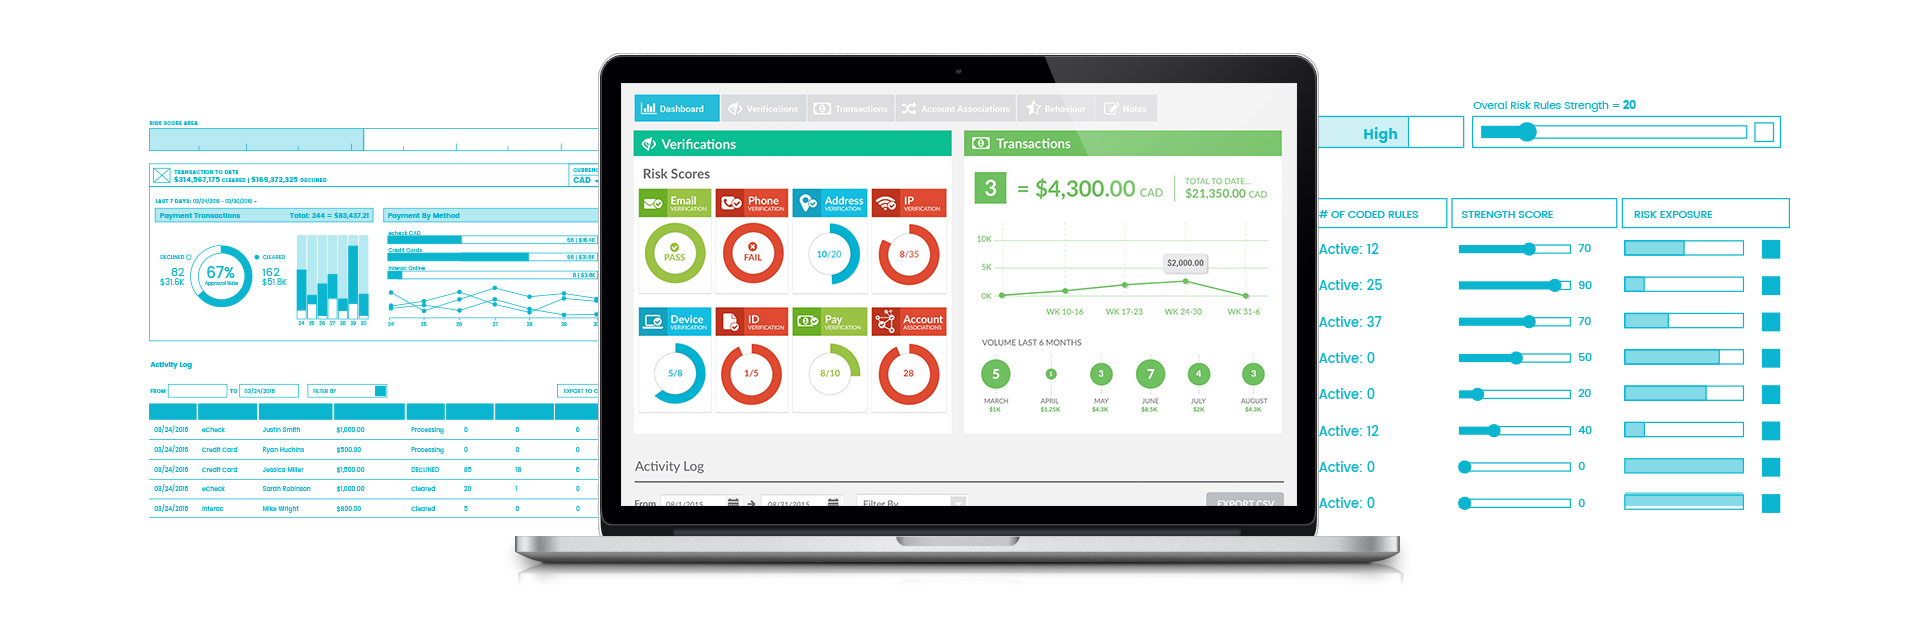 RISK SCORE AREA
TRANSACTION TO DATE
$314,567,175 CLEARED | $169,372,325 DECLINED
CURRENC
CAD
LAST 7 DAYS: 03/24/2016 - 03/30/2016
Payment Transactions
Total: 244 = $83,437.21
DECLINED
82
$31.6K
67%
Approval Rate
CLEARED
162
$51.8K
24 25 26 27 28 29 30
Payment By Method
echeck CAD
58 | $16.4K
Credit Cards
98 | $31.8K
Interac Online
8 | $3.6K
24 25 26 27 28 29 30
Activity Log
FROM
TO 03/24/2016
FILTER BY
EXPORT TO C
03/24/2016 eCheck Justin Smith $1,000.00 Processing 0 0 0
03/24/2016 Credit Card Ryan Huchins $500.00 Processing 0 0 0
03/24/2016 Credit Card Jessica Miller $1,500.00 DECLINED 85 18 6
03/24/2016 eCheck Sarah Robinson $1,000.00 Cleared 20 1 0
03/24/2016 Interac Mike Wright $800.00 Cleared 5 0 0
Dashboard
Verifications
Transactions
Account Associations
Behaviour
Notes
Verifications
Risk Scores
Email
VERIFICATION
PASS
Phone
VERIFICATION
FAIL
Address
VERIFICATION
10/20
IP
VERIFICATION
8/35
Device
VERIFICATION
5/8
ID
VERIFICATION
1/5
Pay
VERIFICATION
8/10
Account
ASSOCIATIONS
28
Transactions
3 = $4,300.00 CAD
TOTAL TO DATE...
$21,350.00 CAD
10K
5K
0K
$2,000.00
WK 10-16 WK 17-23 WK 24-30 WK 31-6
VOLUME LAST 6 MONTHS
5 1 3 7 4 3
MARCH APRIL MAY JUNE JULY AUGUST
$1K $1.25K $4.3K $6.5K $2K $4.3K
Activity Log
From 08/1/2015 08/31/2015 Filter By
EXPORT CSV
Overal Risk Rules Strength = 20
High
# OF CODED RULES STRENGTH SCORE RISK EXPOSURE
Active: 12 70
Active: 25 90
Active: 37 70
Active: 0 50
Active: 0 20
Active: 12 40
Active: 0 0
Active: 0 0